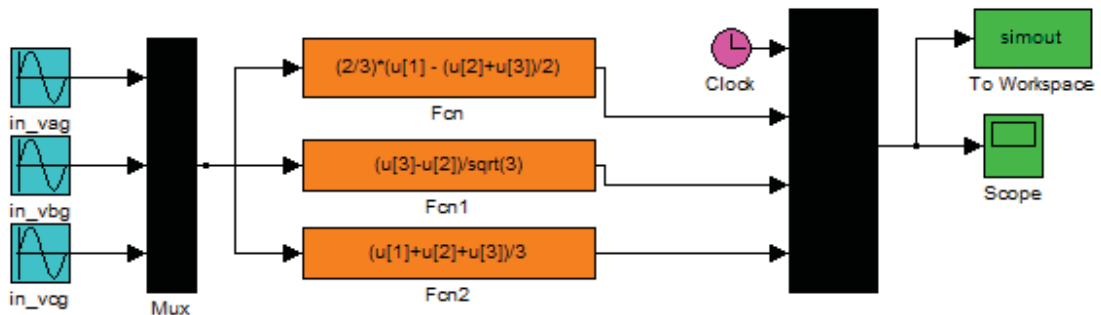 in_vag
in_vbg
in_vcg
Mux
(2/3)*(u[1] - (u[2]+u[3])/2)
Fcn
(u[3]-u[2])/sqrt(3)
Fcn1
(u[1]+u[2]+u[3])/3
Fcn2
Clock
simout
To Workspace
Scope